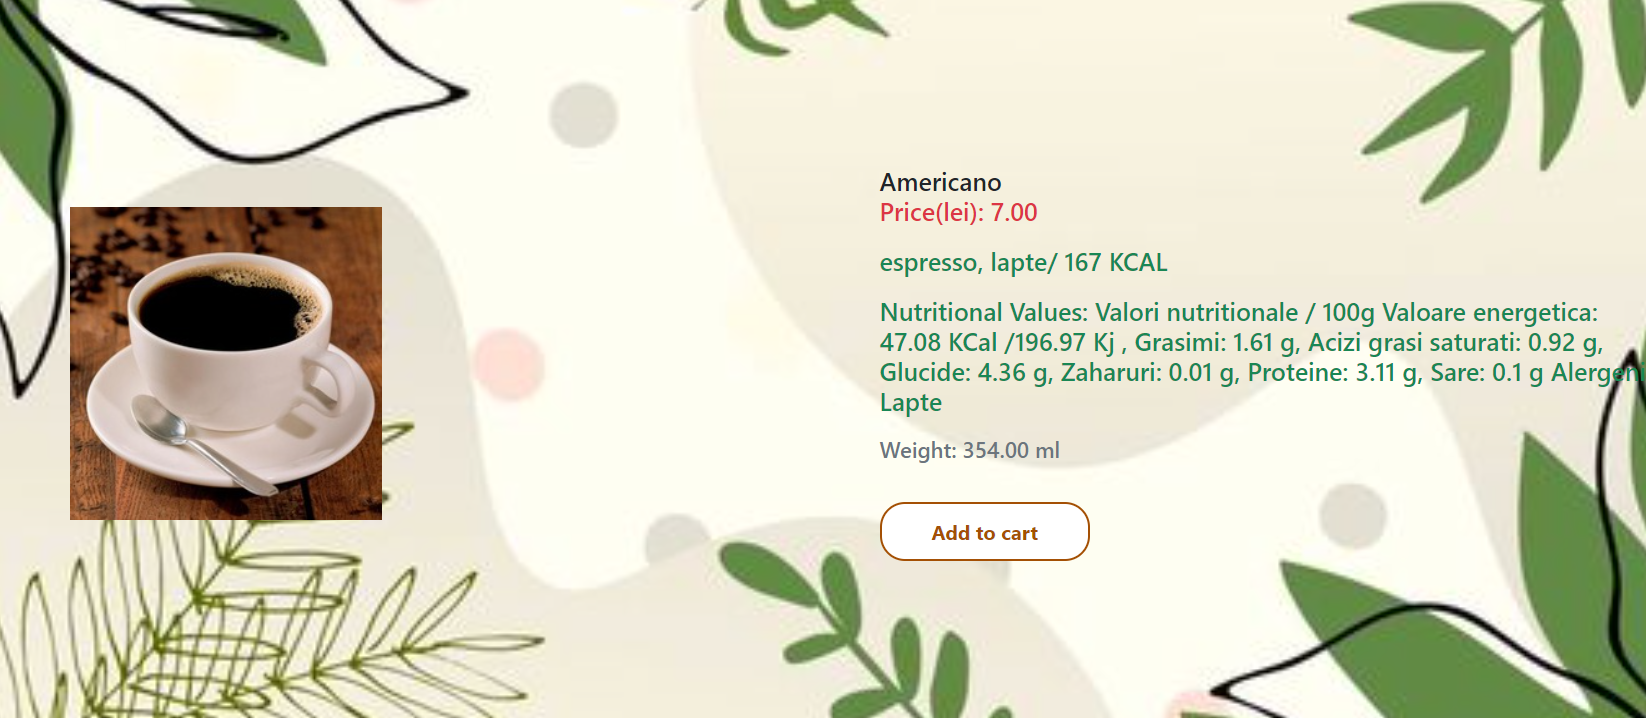 Americano
Price(lei): 7.00
espresso, lapte/ 167 KCAL
Nutritional Values: Valori nutritionale / 100g Valoare energetica:
47.08 KCal /196.97 Kj , Grasimi: 1.61 g, Acizi grasi saturati: 0.92 g,
Glucide: 4.36 g, Zaharuri: 0.01 g, Proteine: 3.11 g, Sare: 0.1 g
Lapte
Weight: 354.00 ml
Add to cart